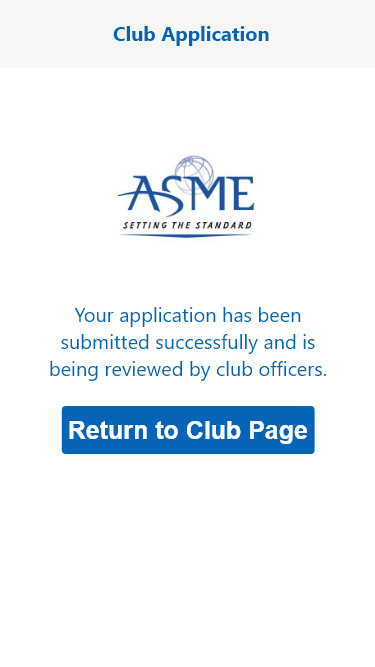 Club Application
ASME
SETTING THE STANDARD
Your application has been
submitted successfully and is
being reviewed by club officers.
Return to Club Page